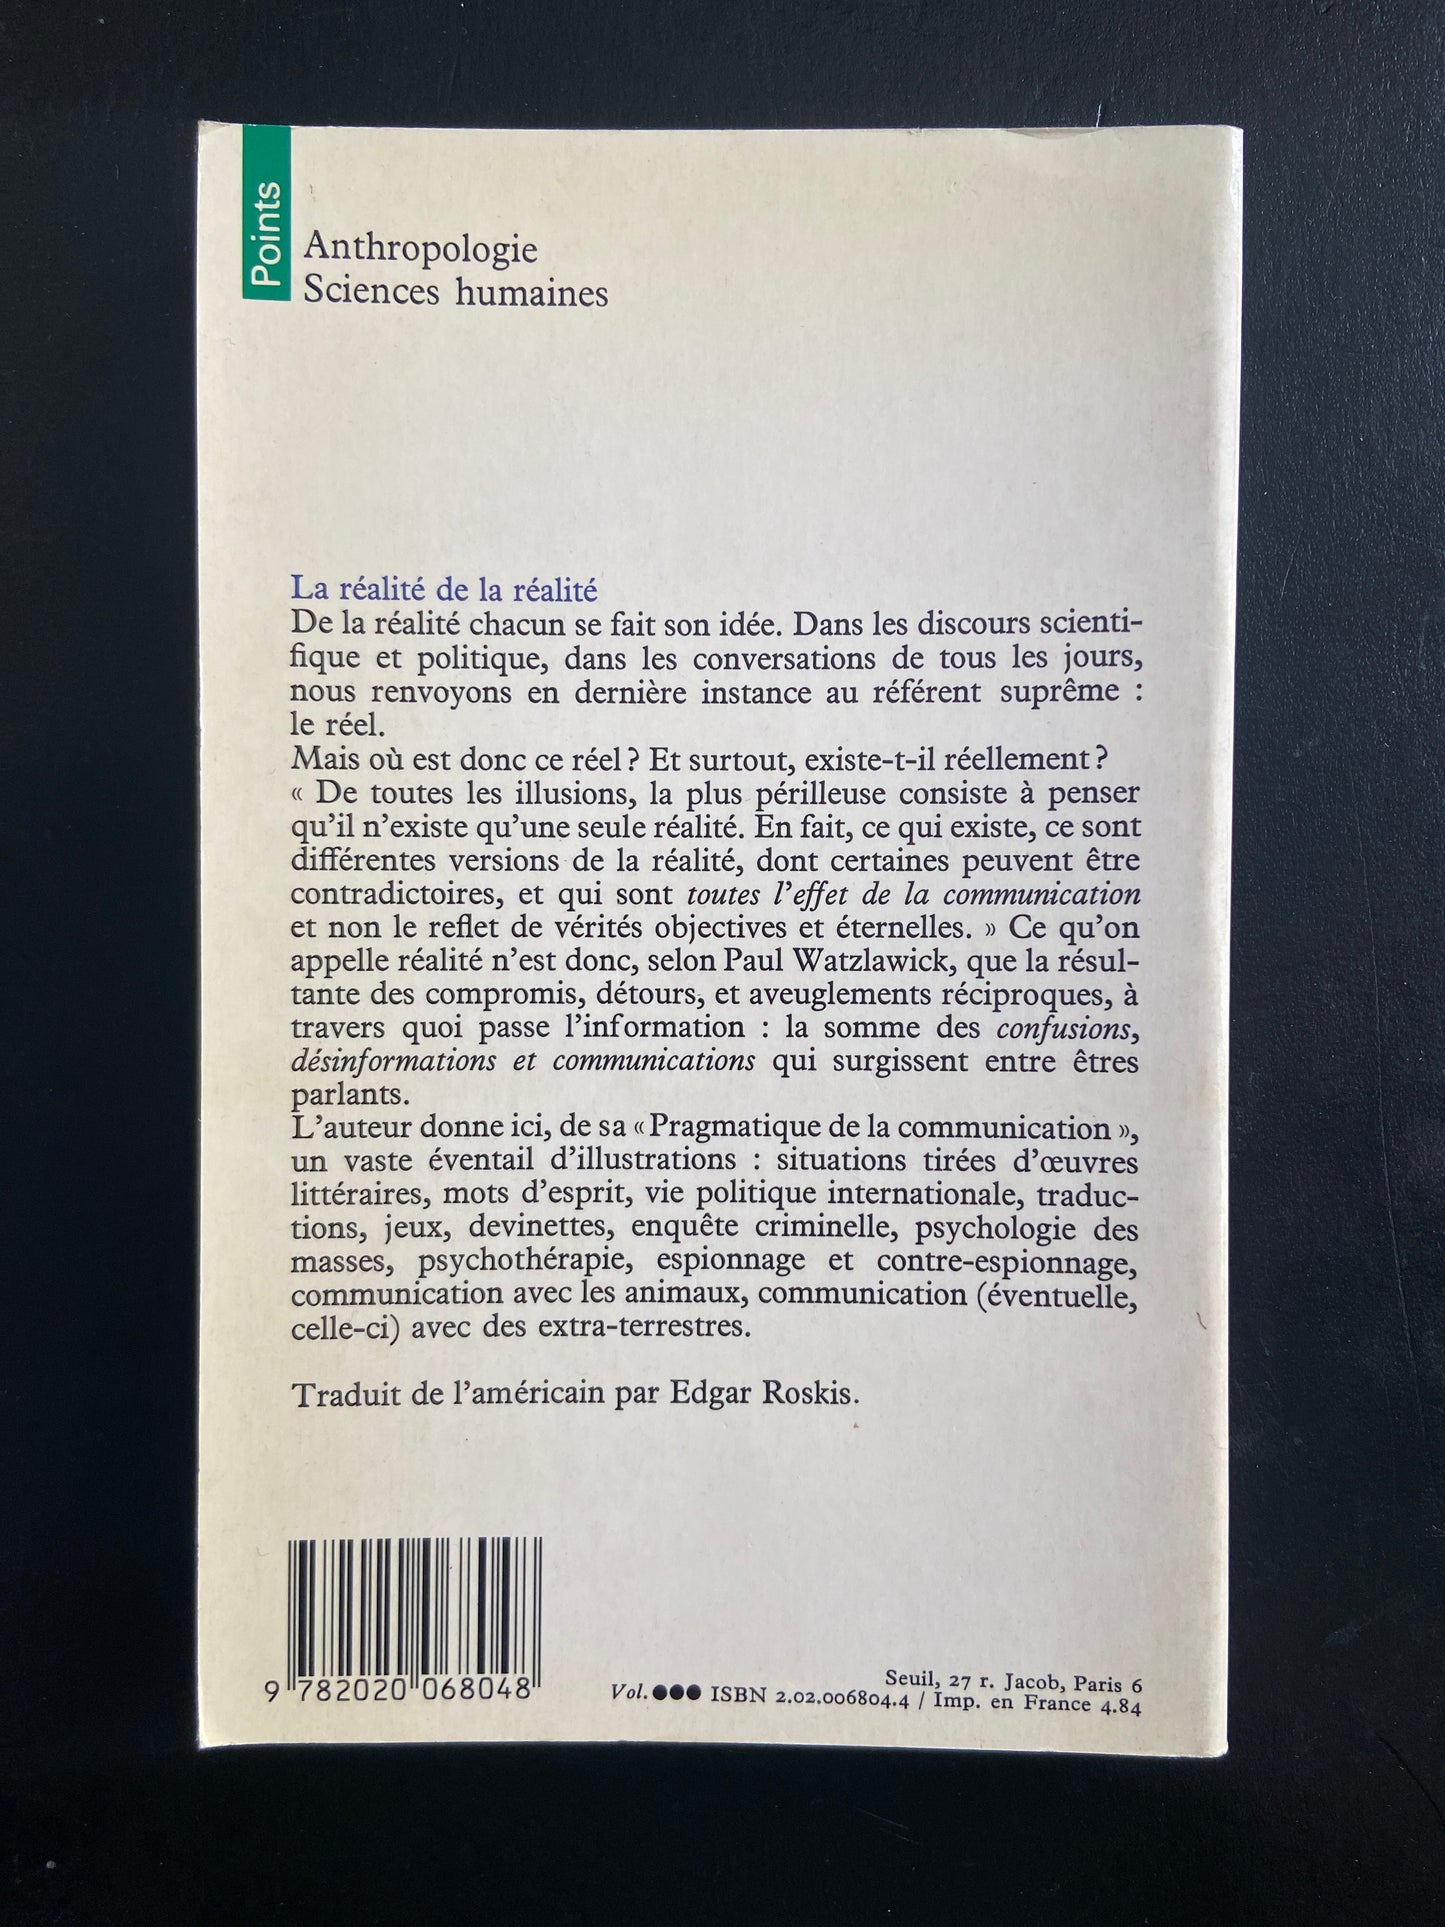 Points
Anthropologie
Sciences humaines
La réalité de la réalité
De la réalité chacun se fait son idée. Dans les discours scienti-
fique et politique, dans les conversations de tous les jours,
nous renvoyons en dernière instance au référent suprême :
le réel.
Mais où est donc ce réel ? Et surtout, existe-t-il réellement ?
« De toutes les illusions, la plus périlleuse consiste à penser
qu'il n'existe qu'une seule réalité. En fait, ce qui existe, ce sont
différentes versions de la réalité, dont certaines peuvent être
contradictoires, et qui sont toutes l'effet de la communication
et non le reflet de vérités objectives et éternelles. » Ce qu'on
appelle réalité n'est donc, selon Paul Watzlawick, que la résul-
tante des compromis, détours, et aveuglements réciproques, à
travers quoi passe l'information : la somme des confusions,
désinformations et communications qui surgissent entre êtres
parlants.
L'auteur donne ici, de sa « Pragmatique de la communication »,
un vaste éventail d'illustrations : situations tirées d'œuvres
littéraires, mots d'esprit, vie politique internationale, traduc-
tions, jeux, devinettes, enquête criminelle, psychologie des
masses, psychothérapie, espionnage et contre-espionnage,
communication avec les animaux, communication (éventuelle,
celle-ci) avec des extra-terrestres.
Traduit de l'américain par Edgar Roskis.
9 782020 068048
Seuil, 27 r. Jacob, Paris 6
Vol. ●●● ISBN 2.02.006804.4 / Imp. en France 4.84